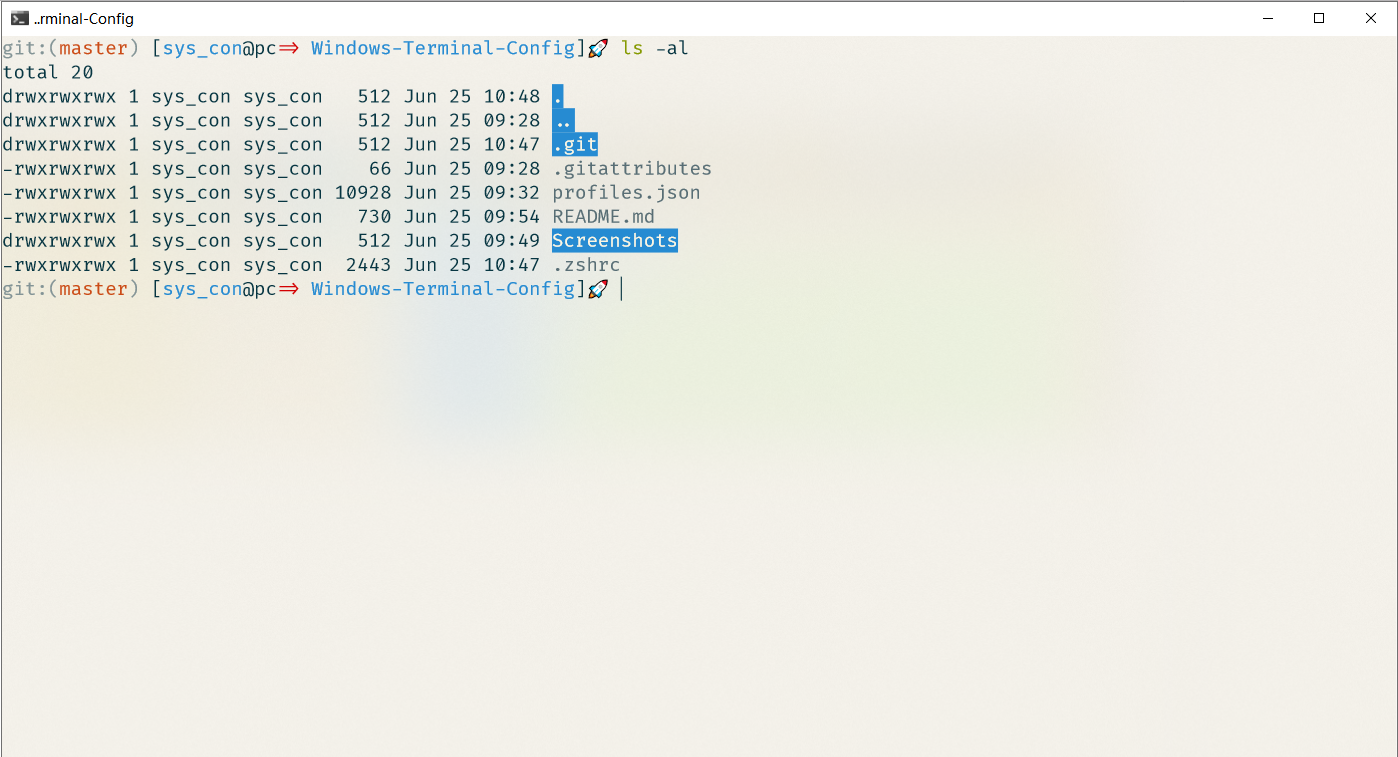 ..rminal-Config
git:(master) [sys_con@pc=> Windows-Terminal-Config]🚀 ls -al
total 20
drwxrwxrwx 1 sys_con sys_con   512 Jun 25 10:48 .
drwxrwxrwx 1 sys_con sys_con   512 Jun 25 09:28 ..
drwxrwxrwx 1 sys_con sys_con   512 Jun 25 10:47 .git
-rwxrwxrwx 1 sys_con sys_con    66 Jun 25 09:28 .gitattributes
-rwxrwxrwx 1 sys_con sys_con 10928 Jun 25 09:32 profiles.json
-rwxrwxrwx 1 sys_con sys_con   730 Jun 25 09:54 README.md
drwxrwxrwx 1 sys_con sys_con   512 Jun 25 09:49 Screenshots
-rwxrwxrwx 1 sys_con sys_con  2443 Jun 25 10:47 .zshrc
git:(master) [sys_con@pc=> Windows-Terminal-Config]🚀